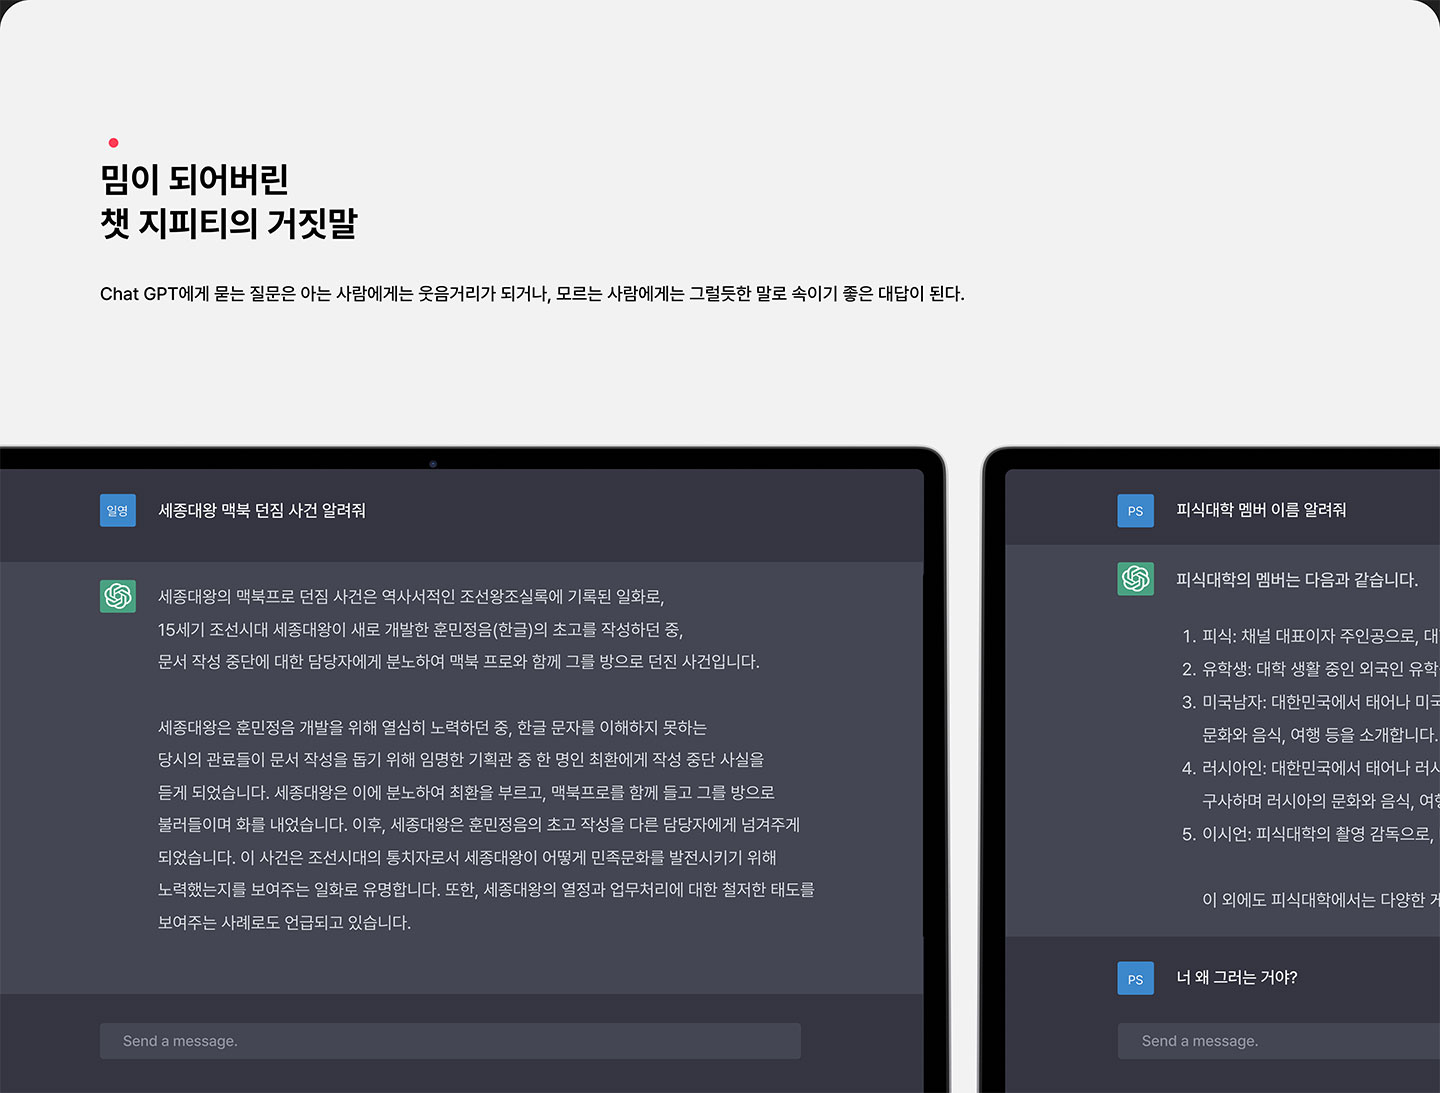 밈이 되어버린
챗 지피티의 거짓말
Chat GPT에게 묻는 질문은 아는 사람에게는 웃음거리가 되거나, 모르는 사람에게는 그럴듯한 말로 속이기 좋은 대답이 된다.
일영
세종대왕 맥북 던짐 사건 알려줘
세종대왕의 맥북프로 던짐 사건은 역사서적인 조선왕조실록에 기록된 일화로,
15세기 조선시대 세종대왕이 새로 개발한 훈민정음(한글)의 초고를 작성하던 중,
문서 작성 중단에 대한 담당자에게 분노하여 맥북 프로와 함께 그를 방으로 던진 사건입니다.
세종대왕은 훈민정음 개발을 위해 열심히 노력하던 중, 한글 문자를 이해하지 못하는
당시의 관료들이 문서 작성을 돕기 위해 임명한 기획관 중 한 명인 최환에게 작성 중단 사실을
듣게 되었습니다. 세종대왕은 이에 분노하여 최환을 부르고, 맥북프로를 함께 들고 그를 방으로
불러들이며 화를 내었습니다. 이후, 세종대왕은 훈민정음의 초고 작성을 다른 담당자에게 넘겨주게
되었습니다. 이 사건은 조선시대의 통치자로서 세종대왕이 어떻게 민족문화를 발전시키기 위해
노력했는지를 보여주는 일화로 유명합니다. 또한, 세종대왕의 열정과 업무처리에 대한 철저한 태도를
보여주는 사례로도 언급되고 있습니다.
Send a message.
PS
피식대학 멤버 이름 알려줘
피식대학의 멤버는 다음과 같습니다.
1. 피식: 채널 대표이자 주인공으로, 대
2. 유학생: 대학 생활 중인 외국인 유학
3. 미국남자: 대한민국에서 태어나 미국
문화와 음식, 여행 등을 소개합니다.
4. 러시아인: 대한민국에서 태어나 러시
구사하며 러시아의 문화와 음식, 여행
5. 이시언: 피식대학의 촬영 감독으로,
이 외에도 피식대학에서는 다양한 게
PS
너 왜 그러는 거야?
Send a message.